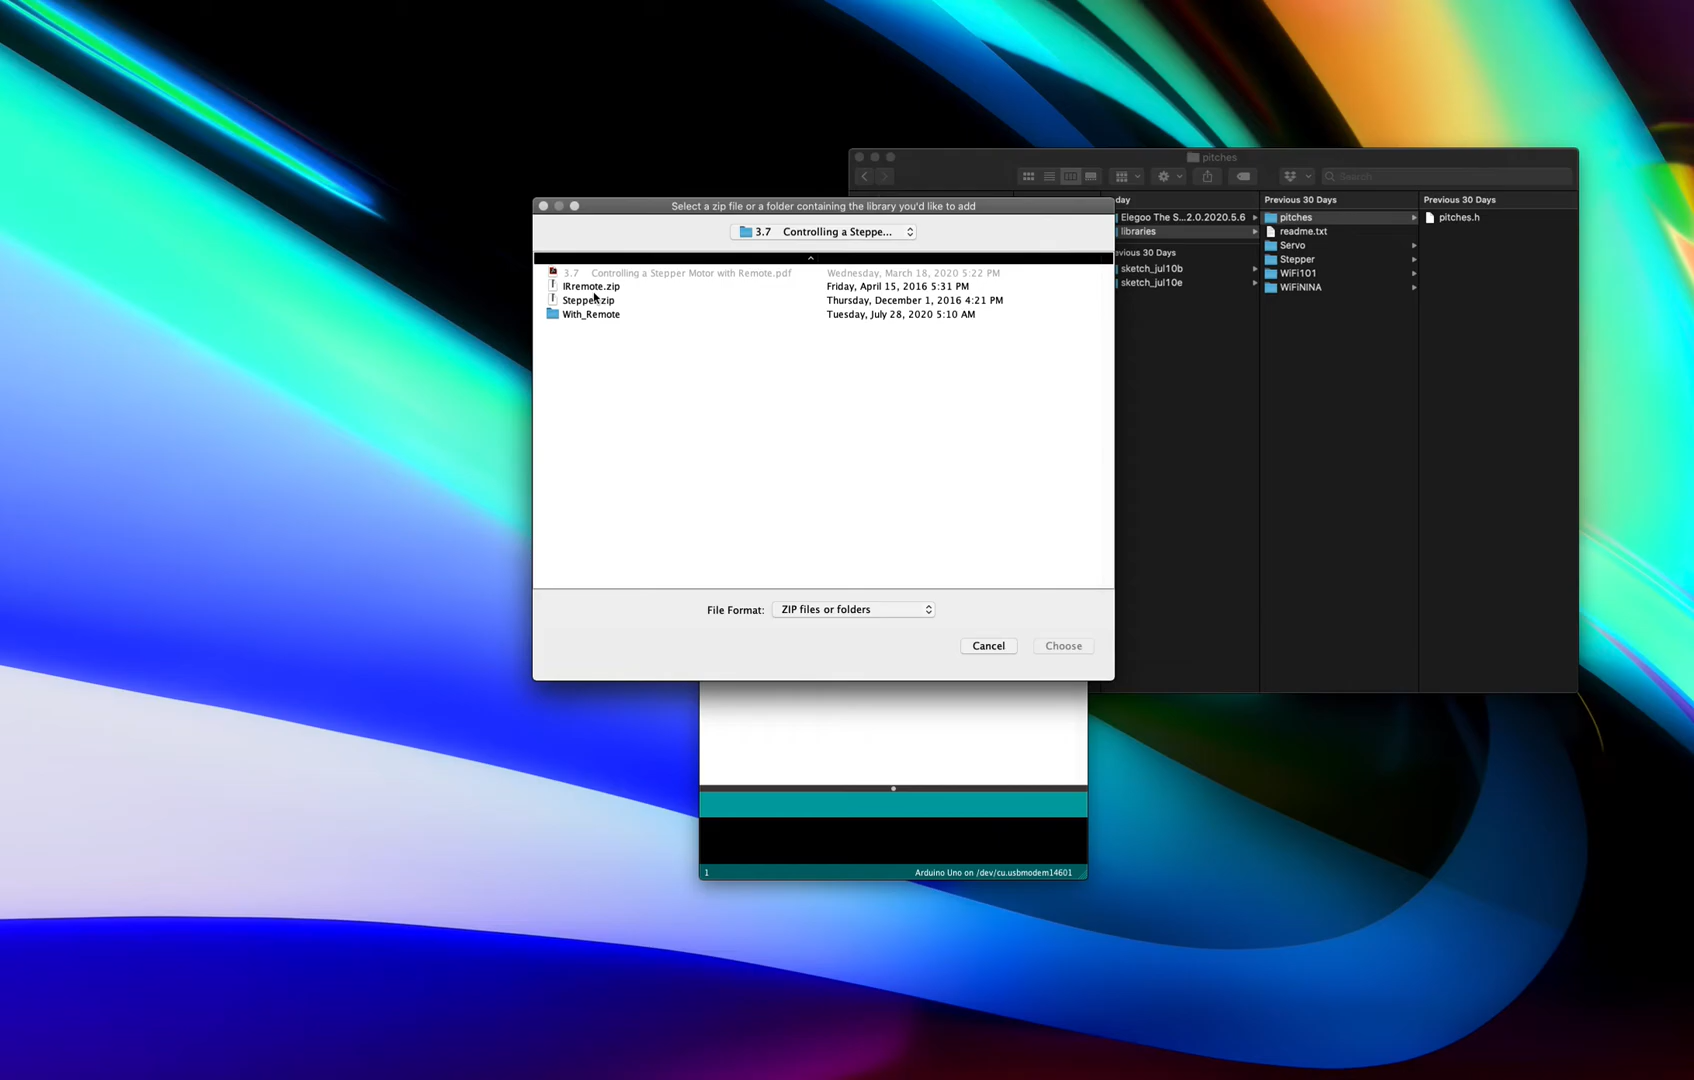 pitches
Search
day
Elegoo The S...2.0.2020.5.6
libraries
vious 30 Days
sketch_jul10b
sketch_jul10e
Previous 30 Days
pitches
readme.txt
Servo
Stepper
WiFi101
WiFiNINA
Previous 30 Days
pitches.h
Select a zip file or a folder containing the library you'd like to add
3.7 Controlling a Steppe...
3.7 Controlling a Stepper Motor with Remote.pdf Wednesday, March 18, 2020 5:22 PM
IRremote.zip Friday, April 15, 2016 5:31 PM
Stepper.zip Thursday, December 1, 2016 4:21 PM
With_Remote Tuesday, July 28, 2020 5:10 AM
File Format: ZIP files or folders
Cancel Choose
1 Arduino Uno on /dev/cu.usbmodem14601